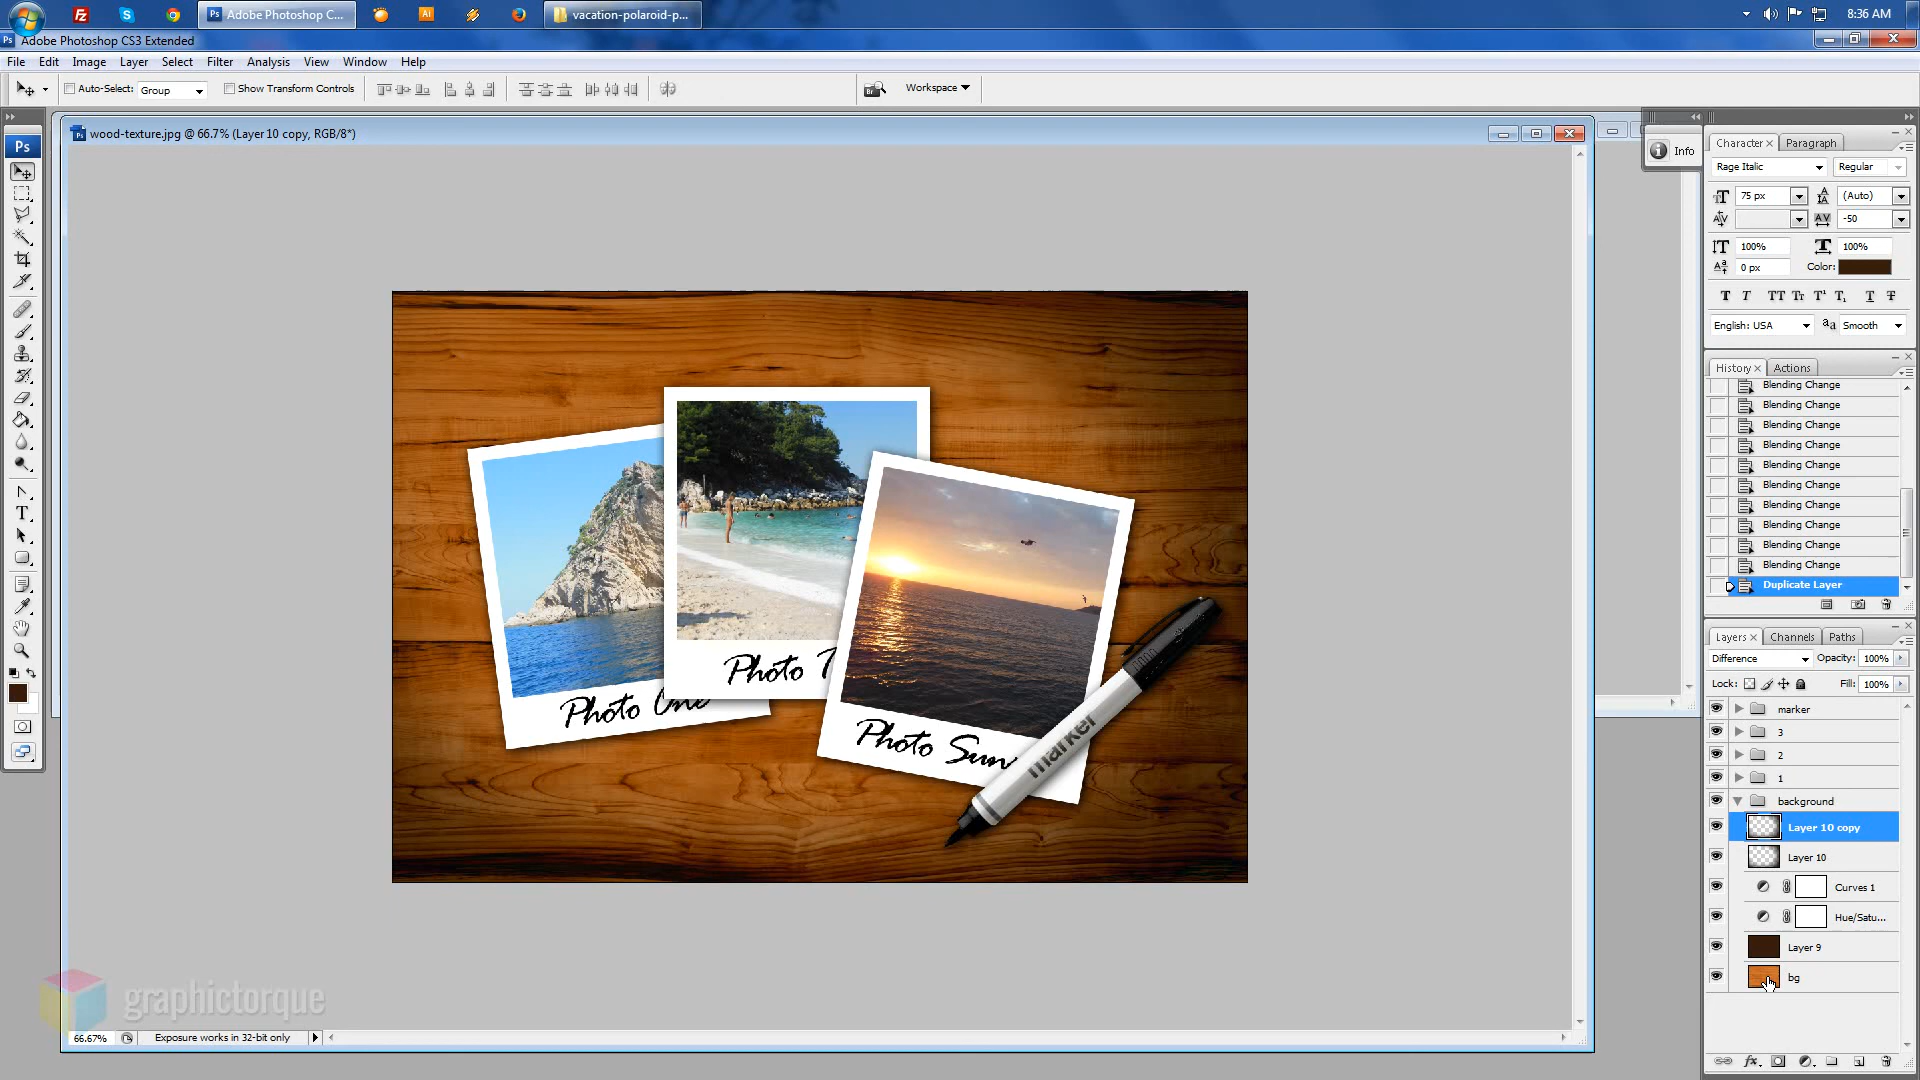 Adobe Photoshop C...
vacation-polaroid-p...
8:36 AM
Adobe Photoshop CS3 Extended
File Edit Image Layer Select Filter Analysis View Window Help
Auto-Select: Group Show Transform Controls Workspace
wood-texture.jpg @ 66.7% (Layer 10 copy, RGB/8*)
Info
Character Paragraph
Rage Italic Regular
75 px (Auto)
-50
100% 100%
0 px Color:
English: USA Smooth
History Actions
Blending Change
Blending Change
Blending Change
Blending Change
Blending Change
Blending Change
Blending Change
Blending Change
Blending Change
Blending Change
Duplicate Layer
Layers Channels Paths
Difference Opacity: 100%
Lock: Fill: 100%
marker
3
2
1
background
Layer 10 copy
Layer 10
Curves 1
Hue/Satu...
Layer 9
bg
Photo One
Photo T
Photo Sun
marker
graphictorque
66.67% Exposure works in 32-bit only